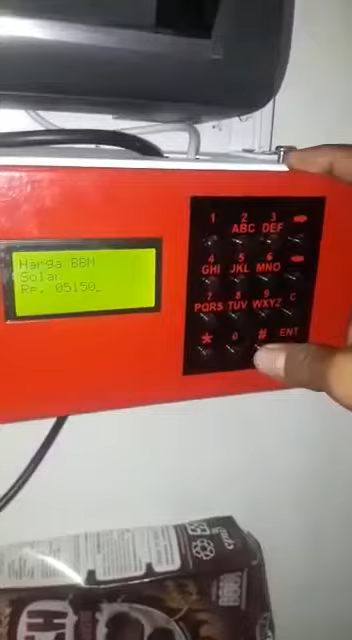 Harga BBM
Solar
Rp. 05150_
1 2 3
ABC DEF
4 5 6
GHI JKL MNO
7 8 9 C
PQRS TUV WXYZ
* 0 # ENT